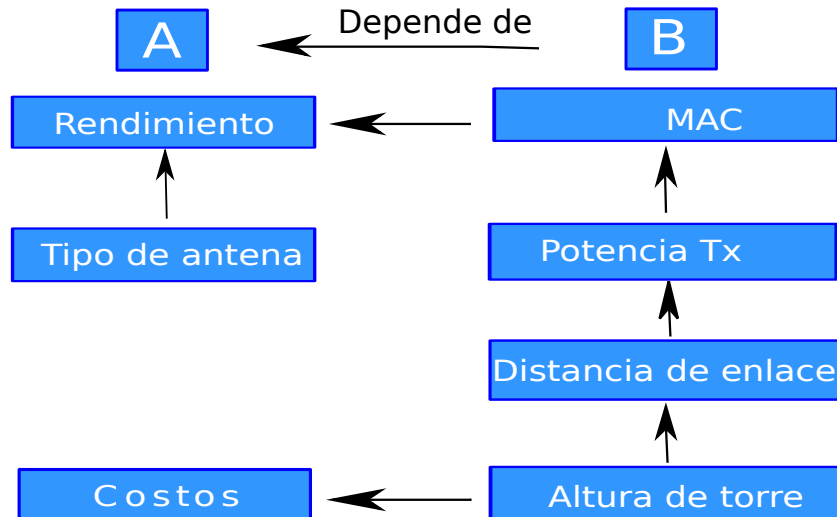 A
Depende de
B
Rendimiento
MAC
Tipo de antena
Potencia Tx
Distancia de enlace
Costos
Altura de torre